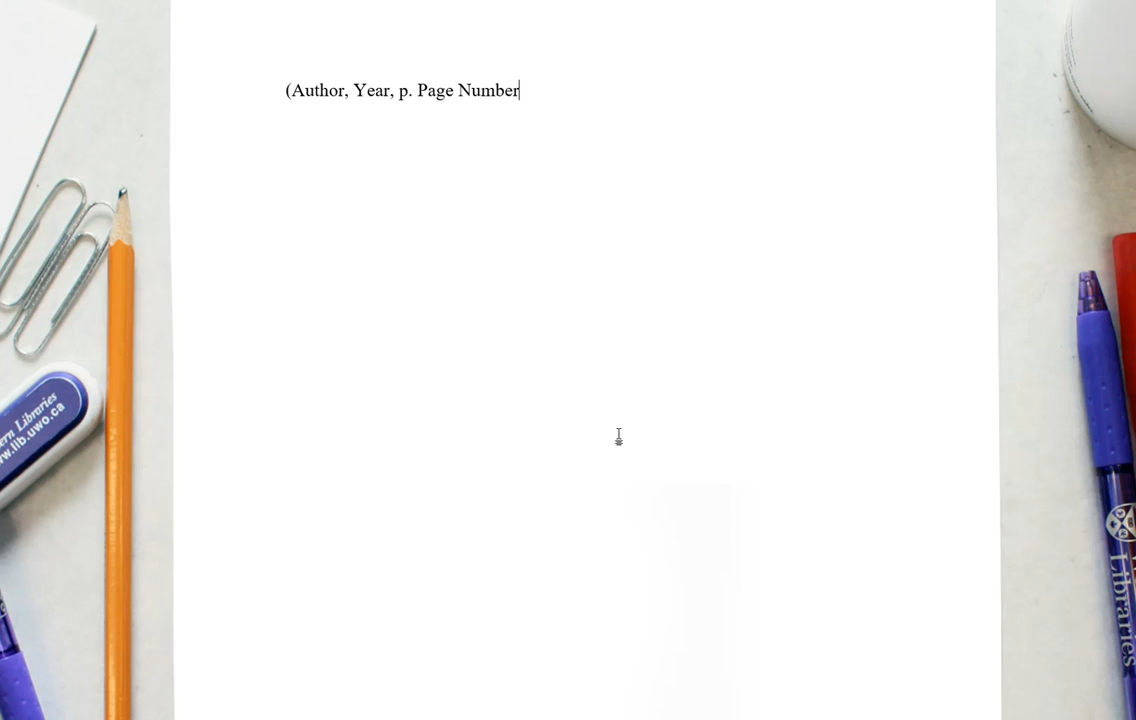 (Author, Year, p. Page Number
ern Libraries
w.lib.uwo.ca
Libraries